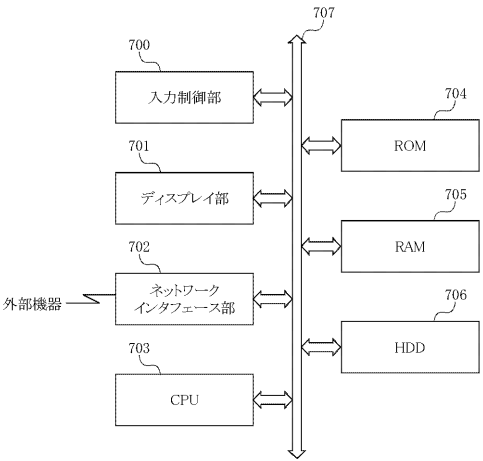 707
700
入力制御部
704
ROM
701
ディスプレイ部
705
RAM
702
ネットワーク
インタフェース部
外部機器
706
HDD
703
CPU